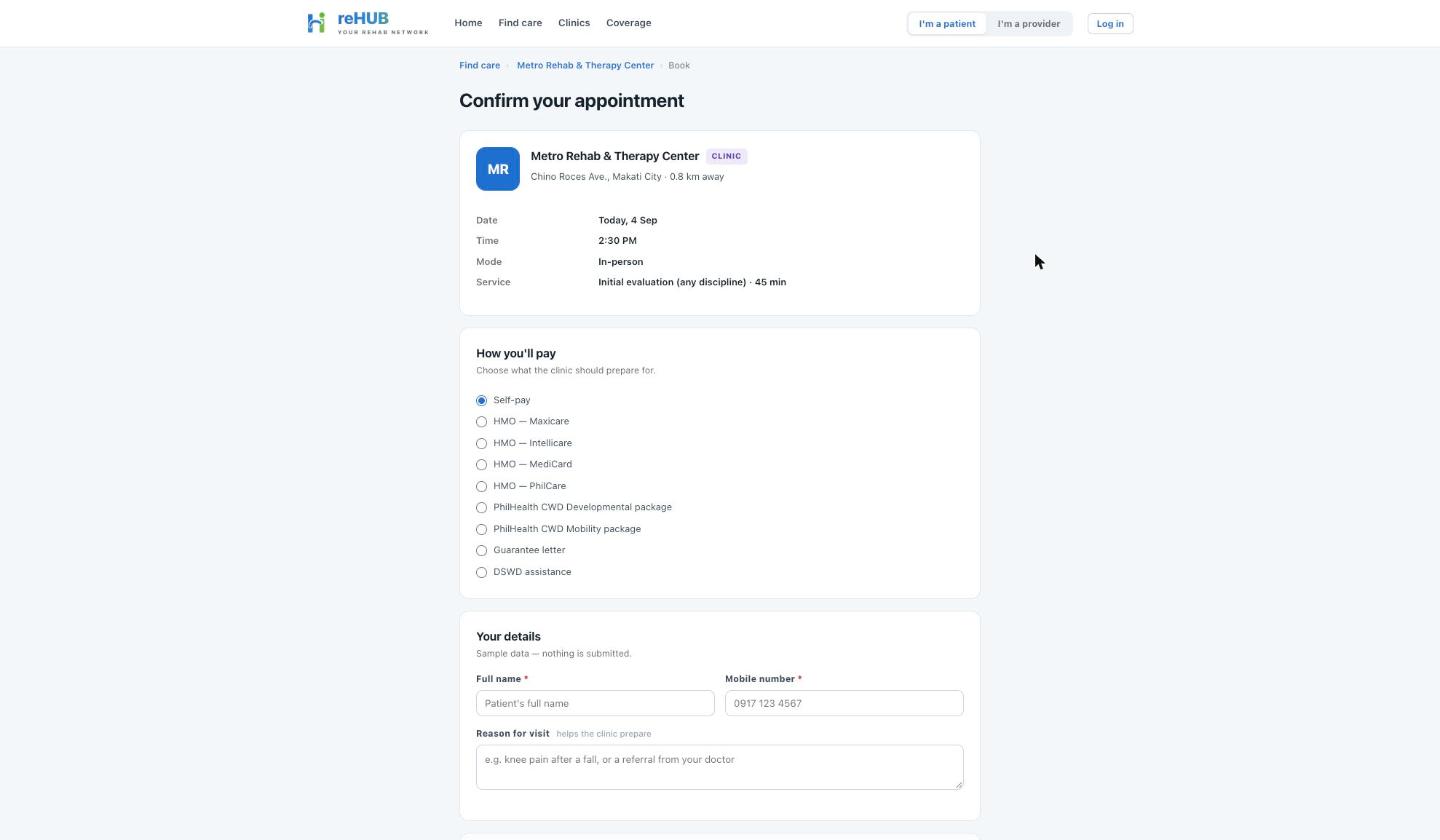 reHUB
YOUR REHAB NETWORK
Home Find care Clinics Coverage
I'm a patient I'm a provider Log in
Find care › Metro Rehab & Therapy Center › Book
Confirm your appointment
MR
Metro Rehab & Therapy Center CLINIC
Chino Roces Ave., Makati City · 0.8 km away
Date Today, 4 Sep
Time 2:30 PM
Mode In-person
Service Initial evaluation (any discipline) · 45 min
How you'll pay
Choose what the clinic should prepare for.
Self-pay
HMO — Maxicare
HMO — Intellicare
HMO — MediCard
HMO — PhilCare
PhilHealth CWD Developmental package
PhilHealth CWD Mobility package
Guarantee letter
DSWD assistance
Your details
Sample data — nothing is submitted.
Full name * Mobile number *
Patient's full name 0917 123 4567
Reason for visit helps the clinic prepare
e.g. knee pain after a fall, or a referral from your doctor